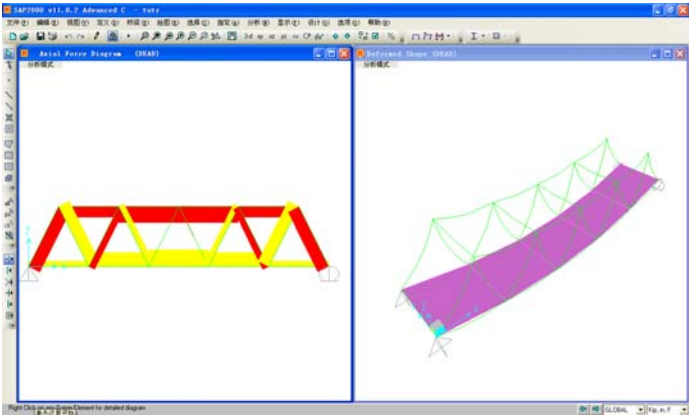 SAP2000 v11.0.2 Advanced C - tuts
文件(F) 编辑(E) 视图(V) 定义(D) 桥梁(B) 绘图(R) 选择(S) 指定(A) 分析(N) 显示(P) 设计(G) 选项(O) 帮助(H)
Axial Force Diagram (DEAD)
分析模式
Deformed Shape (DEAD)
分析模式
Right Click on any Frame Element for detailed diagram
GLOBAL
Kip, in, F